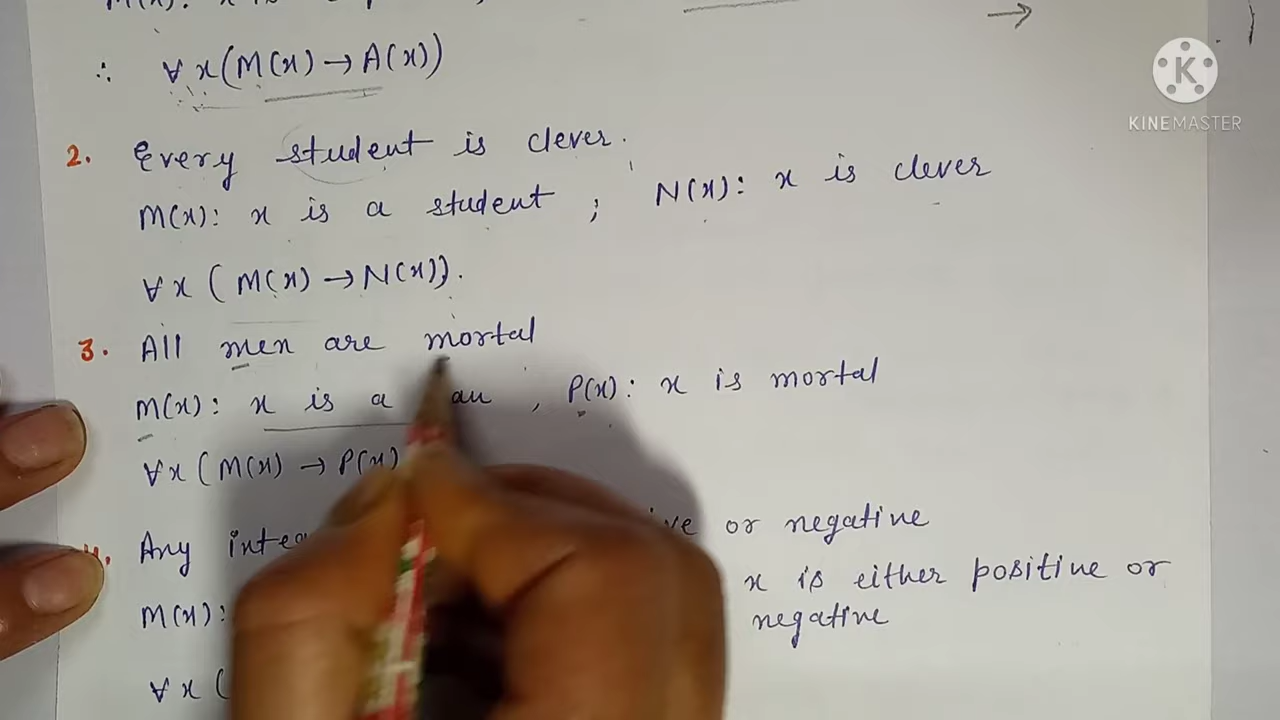 ∴ ∀x(M(x) → A(x))
2. Every student is clever.
M(x): x is a student ; N(x): x is clever
∀x ( M(x) → N(x)).
3. All men are mortal
M(x): x is a , P(x): x is mortal
∀x ( M(x) → P(x)
4. Any or negative
M(x): x is either positive or
negative
∀x (
K
KINEMASTER